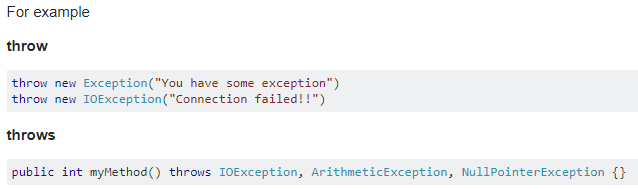 For example
throw
throw new Exception("You have some exception")
throw new IOException("Connection failed!!")
throws
public int myMethod() throws IOException, ArithmeticException, NullPointerException {}